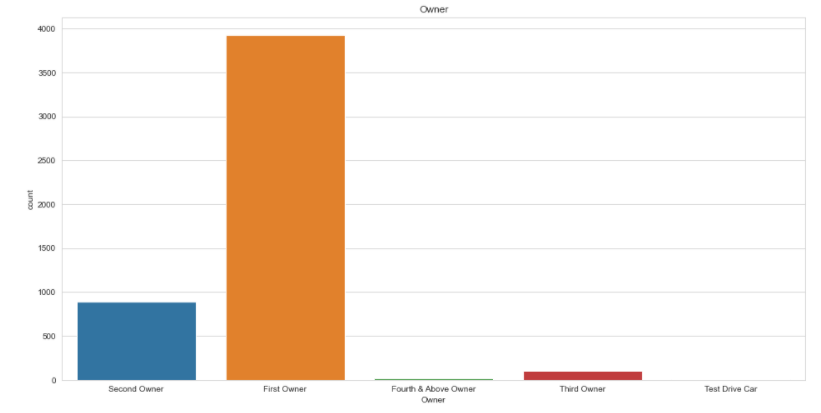 Owner
4000
3500
3000
2500
2000
1500
1000
500
0
count
Second Owner First Owner Fourth & Above Owner Third Owner Test Drive Car
Owner